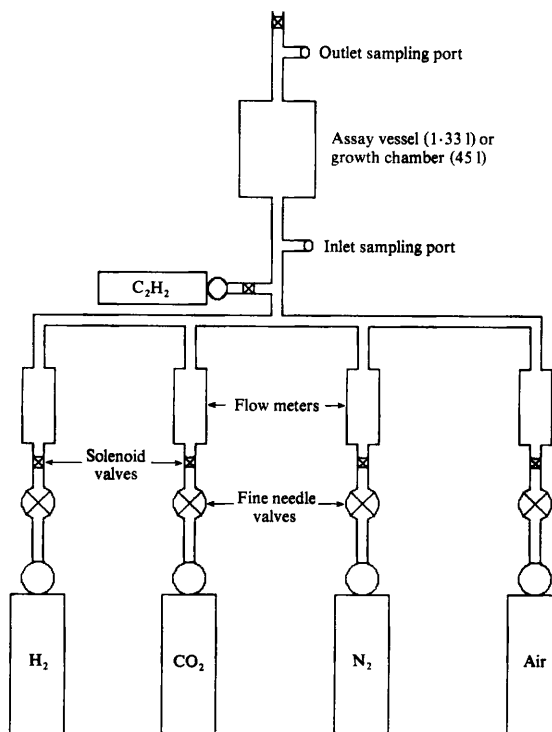 Outlet sampling port
Assay vessel (1·33 l) or
growth chamber (45 l)
Inlet sampling port
C₂H₂
Flow meters
Solenoid
valves
Fine needle
valves
H₂
CO₂
N₂
Air